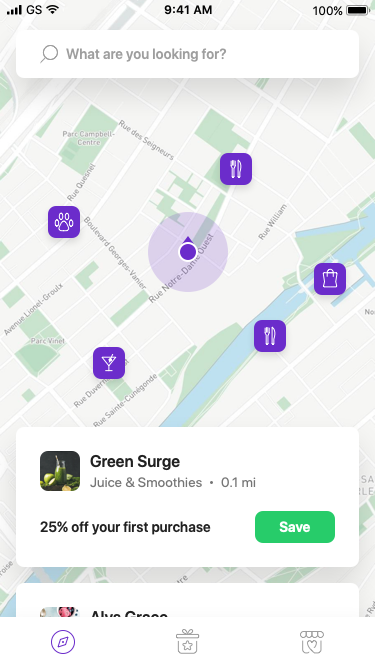 GS 9:41 AM 100%
What are you looking for?
Parc Campbell-
Centre
Rue des Seigneurs
Rue Quesnel
Rue William
Boulevard Georges-Vanier
Rue Notre-Dame Ouest
Avenue Lionel-Groulx
Parc Vinet
Rue Duvernay
Rue Sainte-Cunégonde
Green Surge
Juice & Smoothies • 0.1 mi
25% off your first purchase
Save